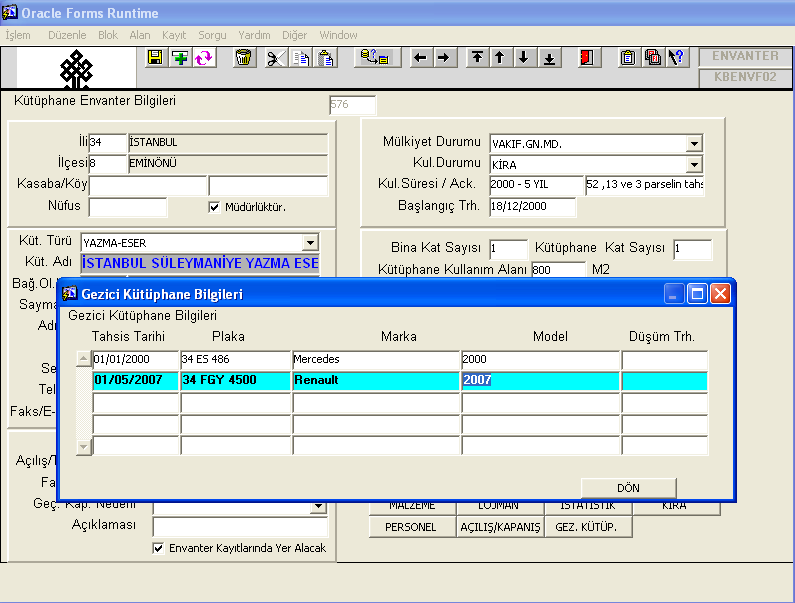 Oracle Forms Runtime
İşlem Düzenle Blok Alan Kayıt Sorgu Yardım Diğer Window
ENVANTER
KBENVF02
Kütüphane Envanter Bilgileri 576
İli 34 İSTANBUL
İlçesi 8 EMİNÖNÜ
Kasaba/Köy
Nüfus Müdürlüktür.
Mülkiyet Durumu VAKIF.GN.MD.
Kul.Durumu KİRA
Kul.Süresi / Ack. 2000 - 5 YIL 52 ,13 ve 3 parselin tahs
Başlangıç Trh. 18/12/2000
Küt. Türü YAZMA-ESER
Küt. Adı İSTANBUL SÜLEYMANİYE YAZMA ESE
Bina Kat Sayısı 1 Kütüphane Kat Sayısı 1
Kütüphane Kullanım Alanı 800 M2
Bağ.Ol.
Sayma
Adı
Se
Tel
Faks/E-
Gezici Kütüphane Bilgileri
Gezici Kütüphane Bilgileri
Tahsis Tarihi Plaka Marka Model Düşüm Trh.
01/01/2000 34 ES 486 Mercedes 2000
01/05/2007 34 FGY 4500 Renault 2007
DÖN
Açılış/T
Fa
Geç. Kap. Nedeni
Açıklaması
Envanter Kayıtlarında Yer Alacak
MALZEME LOJMAN İSTATİSTİK KİRA
PERSONEL AÇILIŞ/KAPANIŞ GEZ. KÜTÜP.